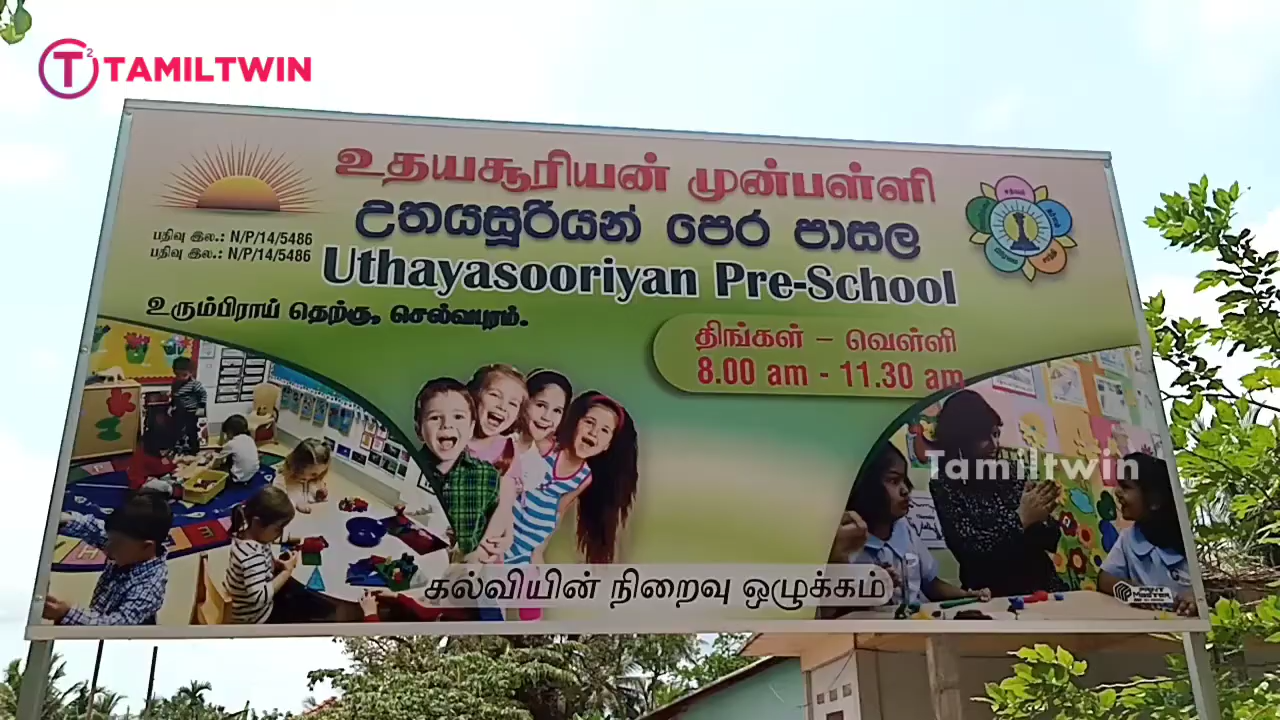 TAMILTWIN
உதயசூரியன் முன்பள்ளி
උතයසූරියන් පෙර පාසල
Uthayasooriyan Pre-School
பதிவு இல.: N/P/14/5486
பதிவு இல.: N/P/14/5486
உரும்பிராய் தெற்கு, செல்வபுரம்.
திங்கள் – வெள்ளி
8.00 am - 11.30 am
Tamiltwin
கல்வியின் நிறைவு ஒழுக்கம்